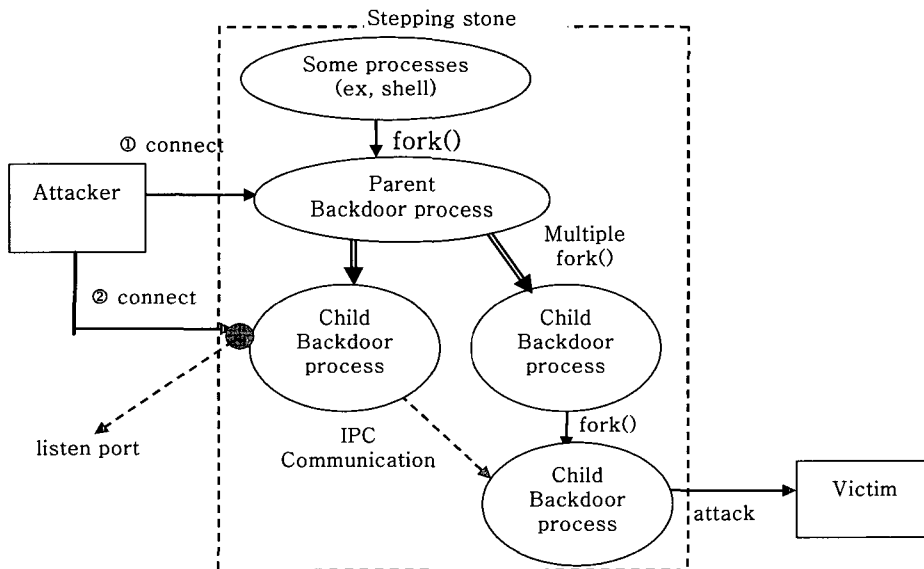 Stepping stone
Some processes
(ex, shell)
fork()
① connect
Attacker
Parent
Backdoor process
Multiple
fork()
② connect
Child
Backdoor
process
Child
Backdoor
process
listen port
IPC
Communication
fork()
Child
Backdoor
process
attack
Victim